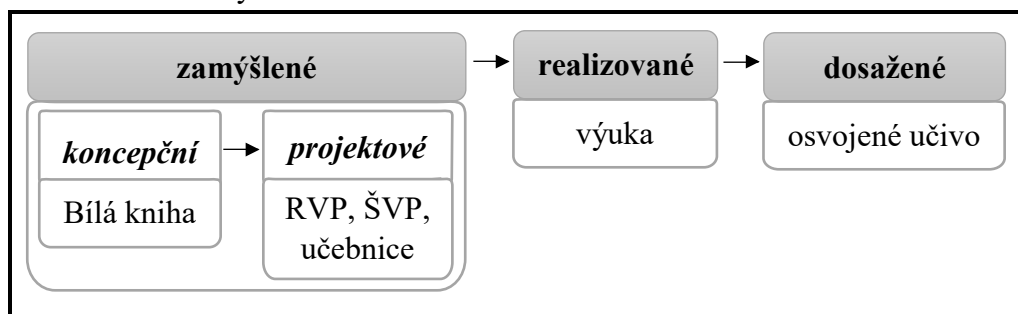 zamýšlené
koncepční
Bílá kniha
projektové
RVP, ŠVP,
učebnice
realizované
výuka
dosažené
osvojené učivo